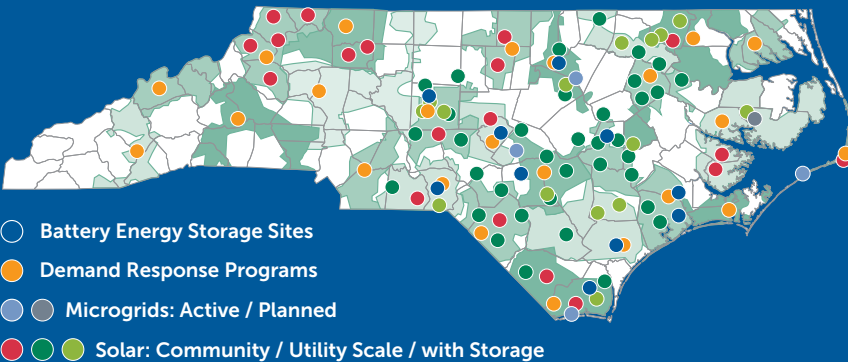 Battery Energy Storage Sites
Demand Response Programs
Microgrids: Active / Planned
Solar: Community / Utility Scale / with Storage